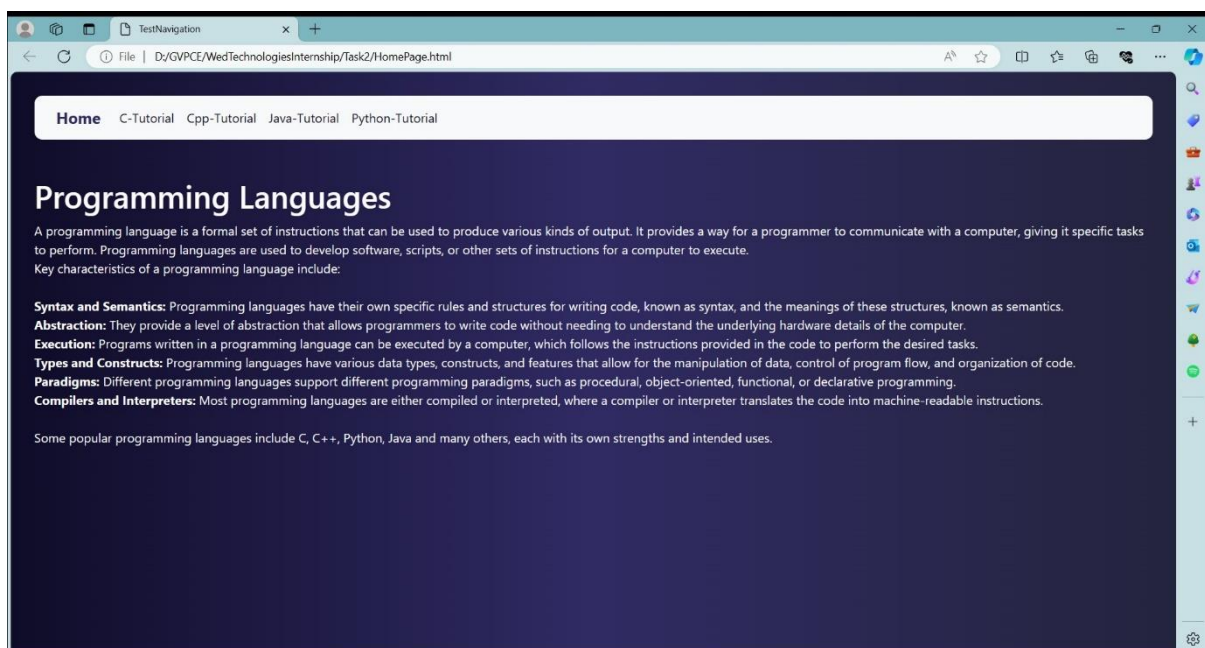 TestNavigation
File | D:/GVPCE/WedTechnologiesInternship/Task2/HomePage.html
Home C-Tutorial Cpp-Tutorial Java-Tutorial Python-Tutorial
Programming Languages
A programming language is a formal set of instructions that can be used to produce various kinds of output. It provides a way for a programmer to communicate with a computer, giving it specific tasks
to perform. Programming languages are used to develop software, scripts, or other sets of instructions for a computer to execute.
Key characteristics of a programming language include:
Syntax and Semantics: Programming languages have their own specific rules and structures for writing code, known as syntax, and the meanings of these structures, known as semantics.
Abstraction: They provide a level of abstraction that allows programmers to write code without needing to understand the underlying hardware details of the computer.
Execution: Programs written in a programming language can be executed by a computer, which follows the instructions provided in the code to perform the desired tasks.
Types and Constructs: Programming languages have various data types, constructs, and features that allow for the manipulation of data, control of program flow, and organization of code.
Paradigms: Different programming languages support different programming paradigms, such as procedural, object-oriented, functional, or declarative programming.
Compilers and Interpreters: Most programming languages are either compiled or interpreted, where a compiler or interpreter translates the code into machine-readable instructions.
Some popular programming languages include C, C++, Python, Java and many others, each with its own strengths and intended uses.